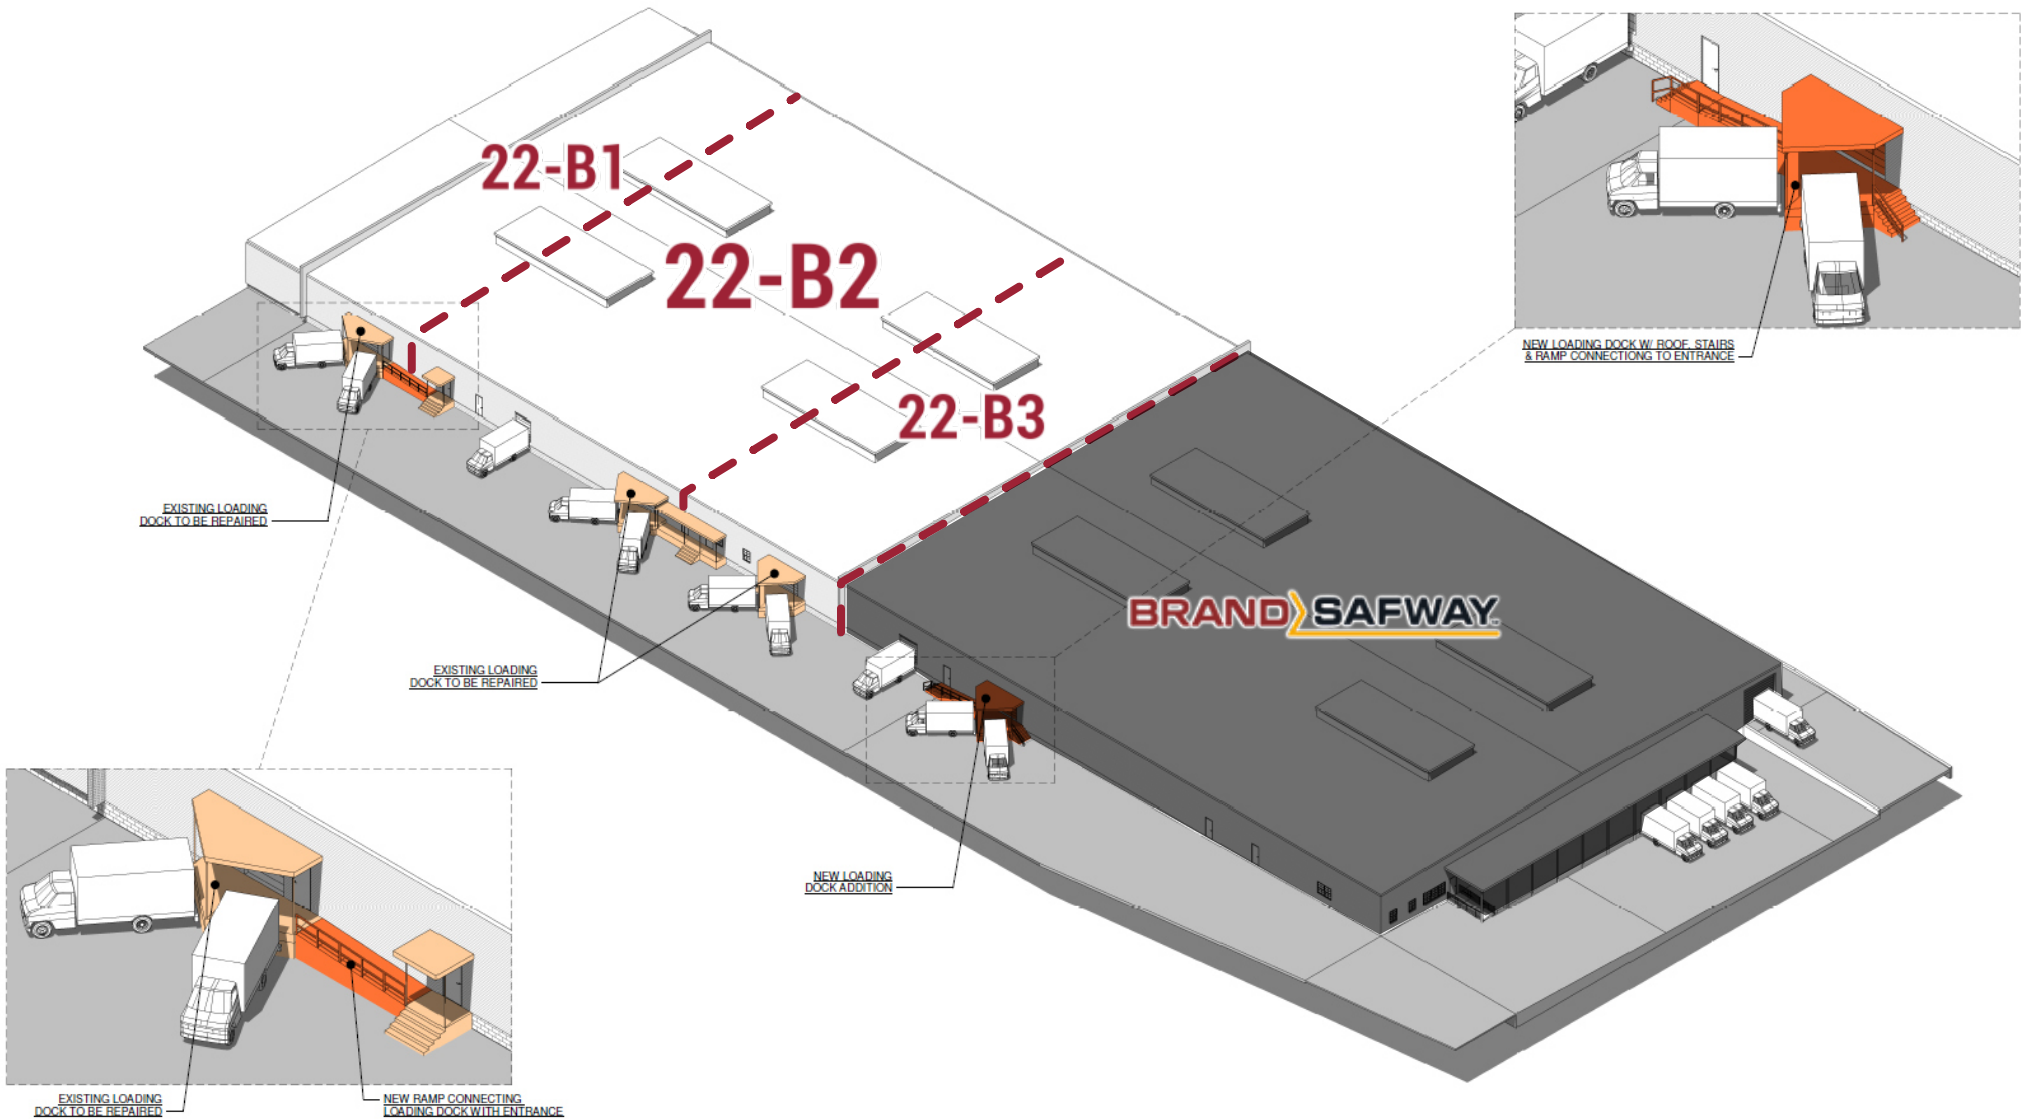 22-B1
22-B2
22-B3
BRAND SAFWAY
NEW LOADING DOCK W/ ROOF, STAIRS
& RAMP CONNECTIONG TO ENTRANCE
EXISTING LOADING
DOCK TO BE REPAIRED
EXISTING LOADING
DOCK TO BE REPAIRED
NEW LOADING
DOCK ADDITION
EXISTING LOADING
DOCK TO BE REPAIRED
NEW RAMP CONNECTING
LOADING DOCK WITH ENTRANCE